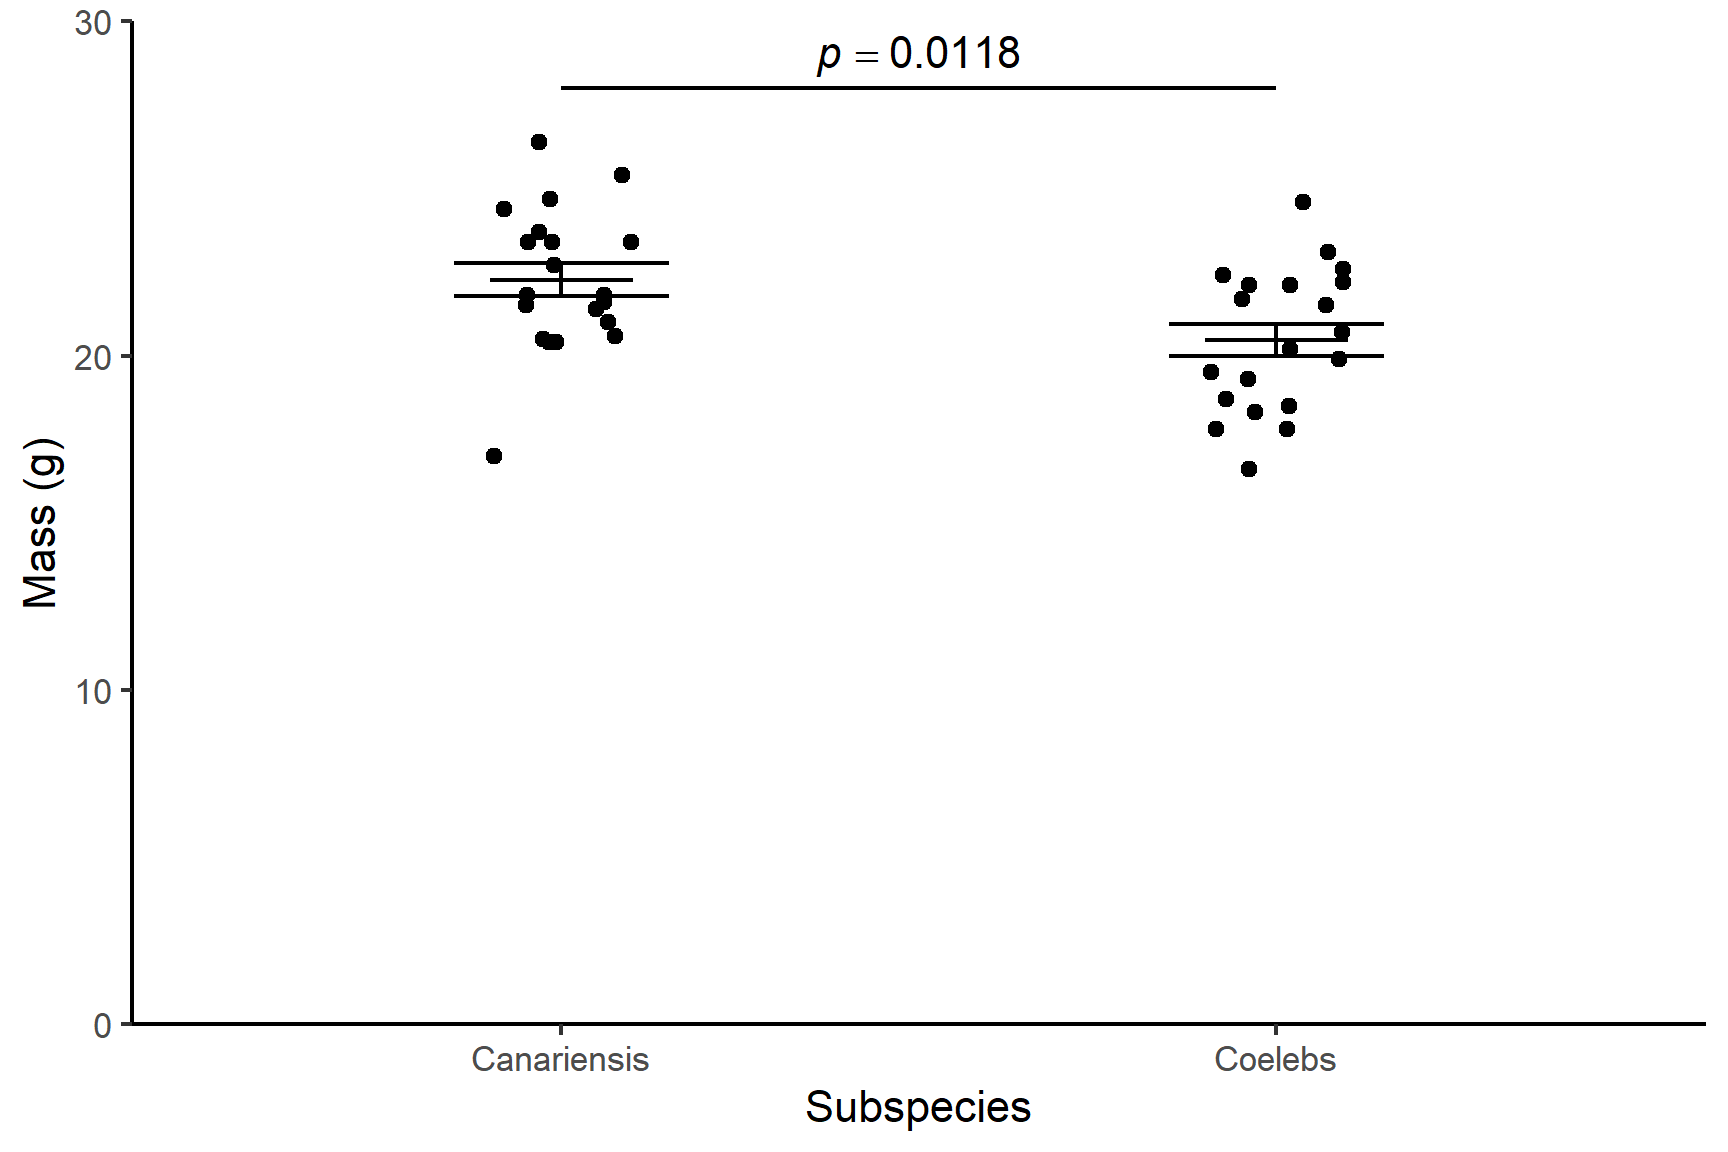 30
p = 0.0118
20
10
0
Mass (g)
Canariensis
Coelebs
Subspecies